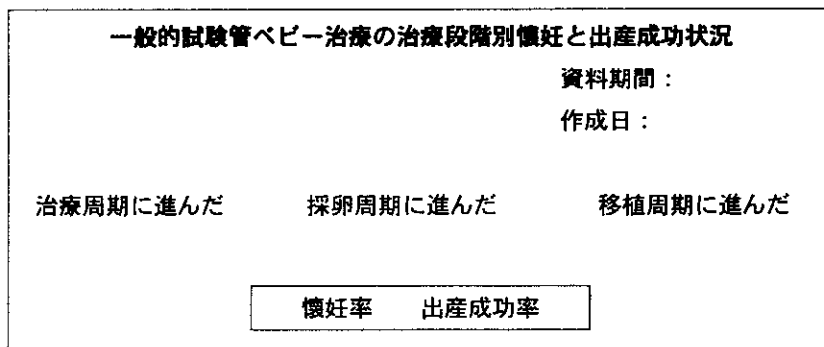 一般的試験管ベビー治療の治療段階別懐妊と出産成功状況
資料期間：
作成日：
治療周期に進んだ　採卵周期に進んだ　移植周期に進んだ
懐妊率　出産成功率